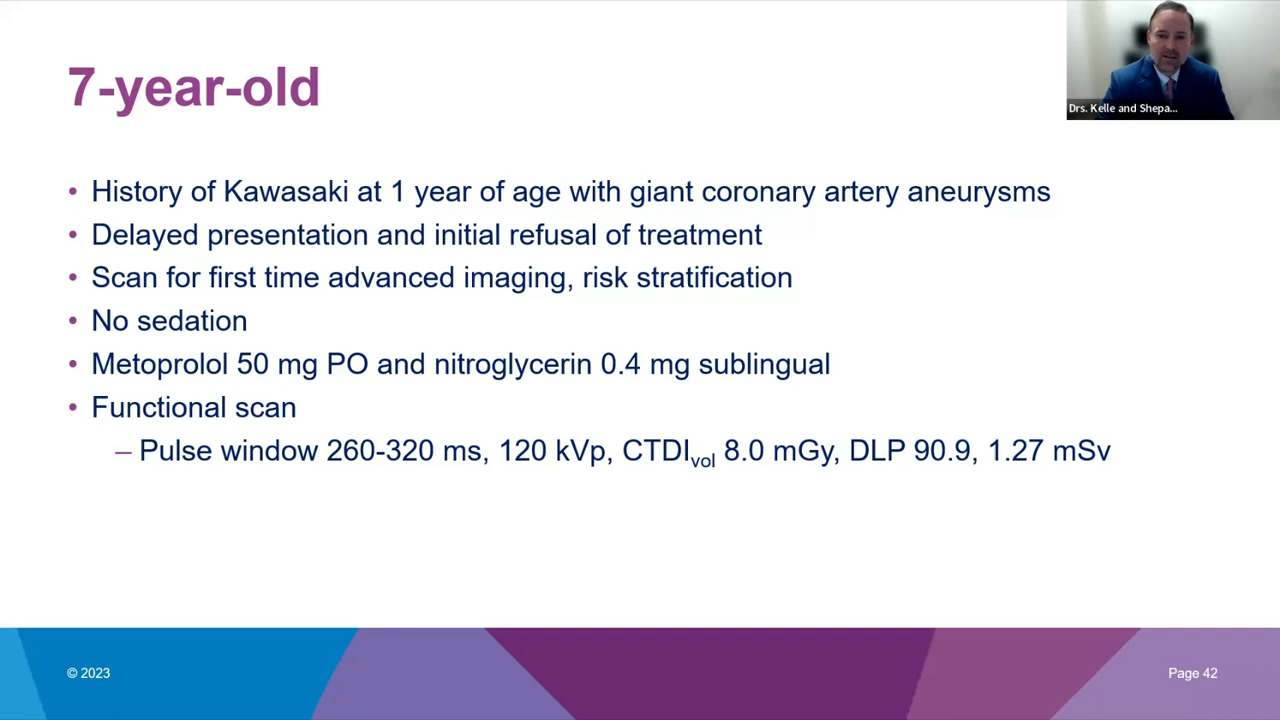 7-year-old
Drs. Kelle and Shepa...
• History of Kawasaki at 1 year of age with giant coronary artery aneurysms
• Delayed presentation and initial refusal of treatment
• Scan for first time advanced imaging, risk stratification
• No sedation
• Metoprolol 50 mg PO and nitroglycerin 0.4 mg sublingual
• Functional scan
– Pulse window 260-320 ms, 120 kVp, CTDIvol 8.0 mGy, DLP 90.9, 1.27 mSv
© 2023
Page 42